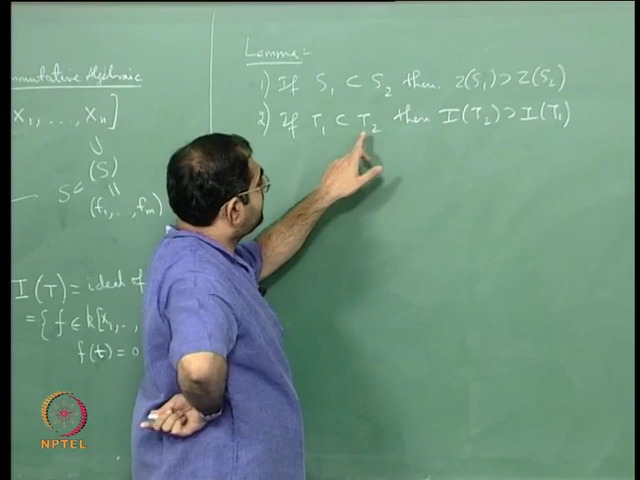 mmutative Algebraic
X₁, ..., Xₙ]
∪
(S)
S ⊂ ||
(f₁, ..., fₘ)
I(T) = ideal of
= { f ∈ k[X₁, ..,
f(t) = 0
Lemma:-
1) If S₁ ⊂ S₂ then Z(S₁) ⊃ Z(S₂)
2) If T₁ ⊂ T₂ then I(T₂) ⊃ I(T₁)
NPTEL